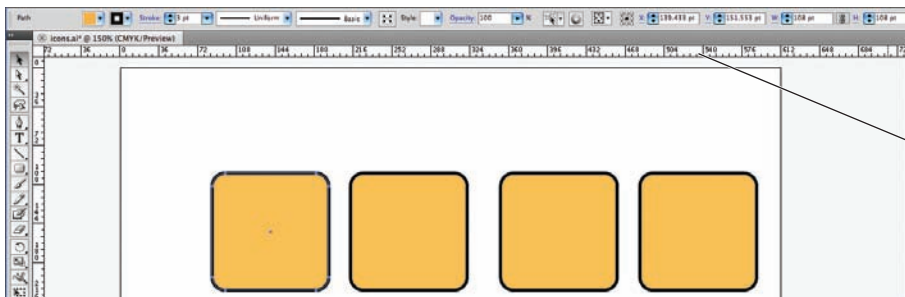 Path Stroke: 3 pt Uniform Basic Style: Opacity: 100 % X: 139.433 pt Y: 151.553 pt W: 108 pt H: 108 pt
icons.ai* @ 150% (CMYK/Preview)
72 36 0 36 72 108 144 180 216 252 288 324 360 396 432 468 504 540 576 612 648 684